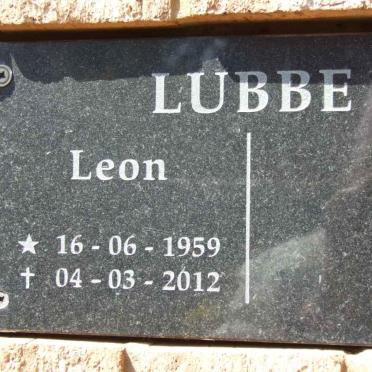 LUBBE
Leon
★ 16 - 06 - 1959
✝ 04 - 03 - 2012